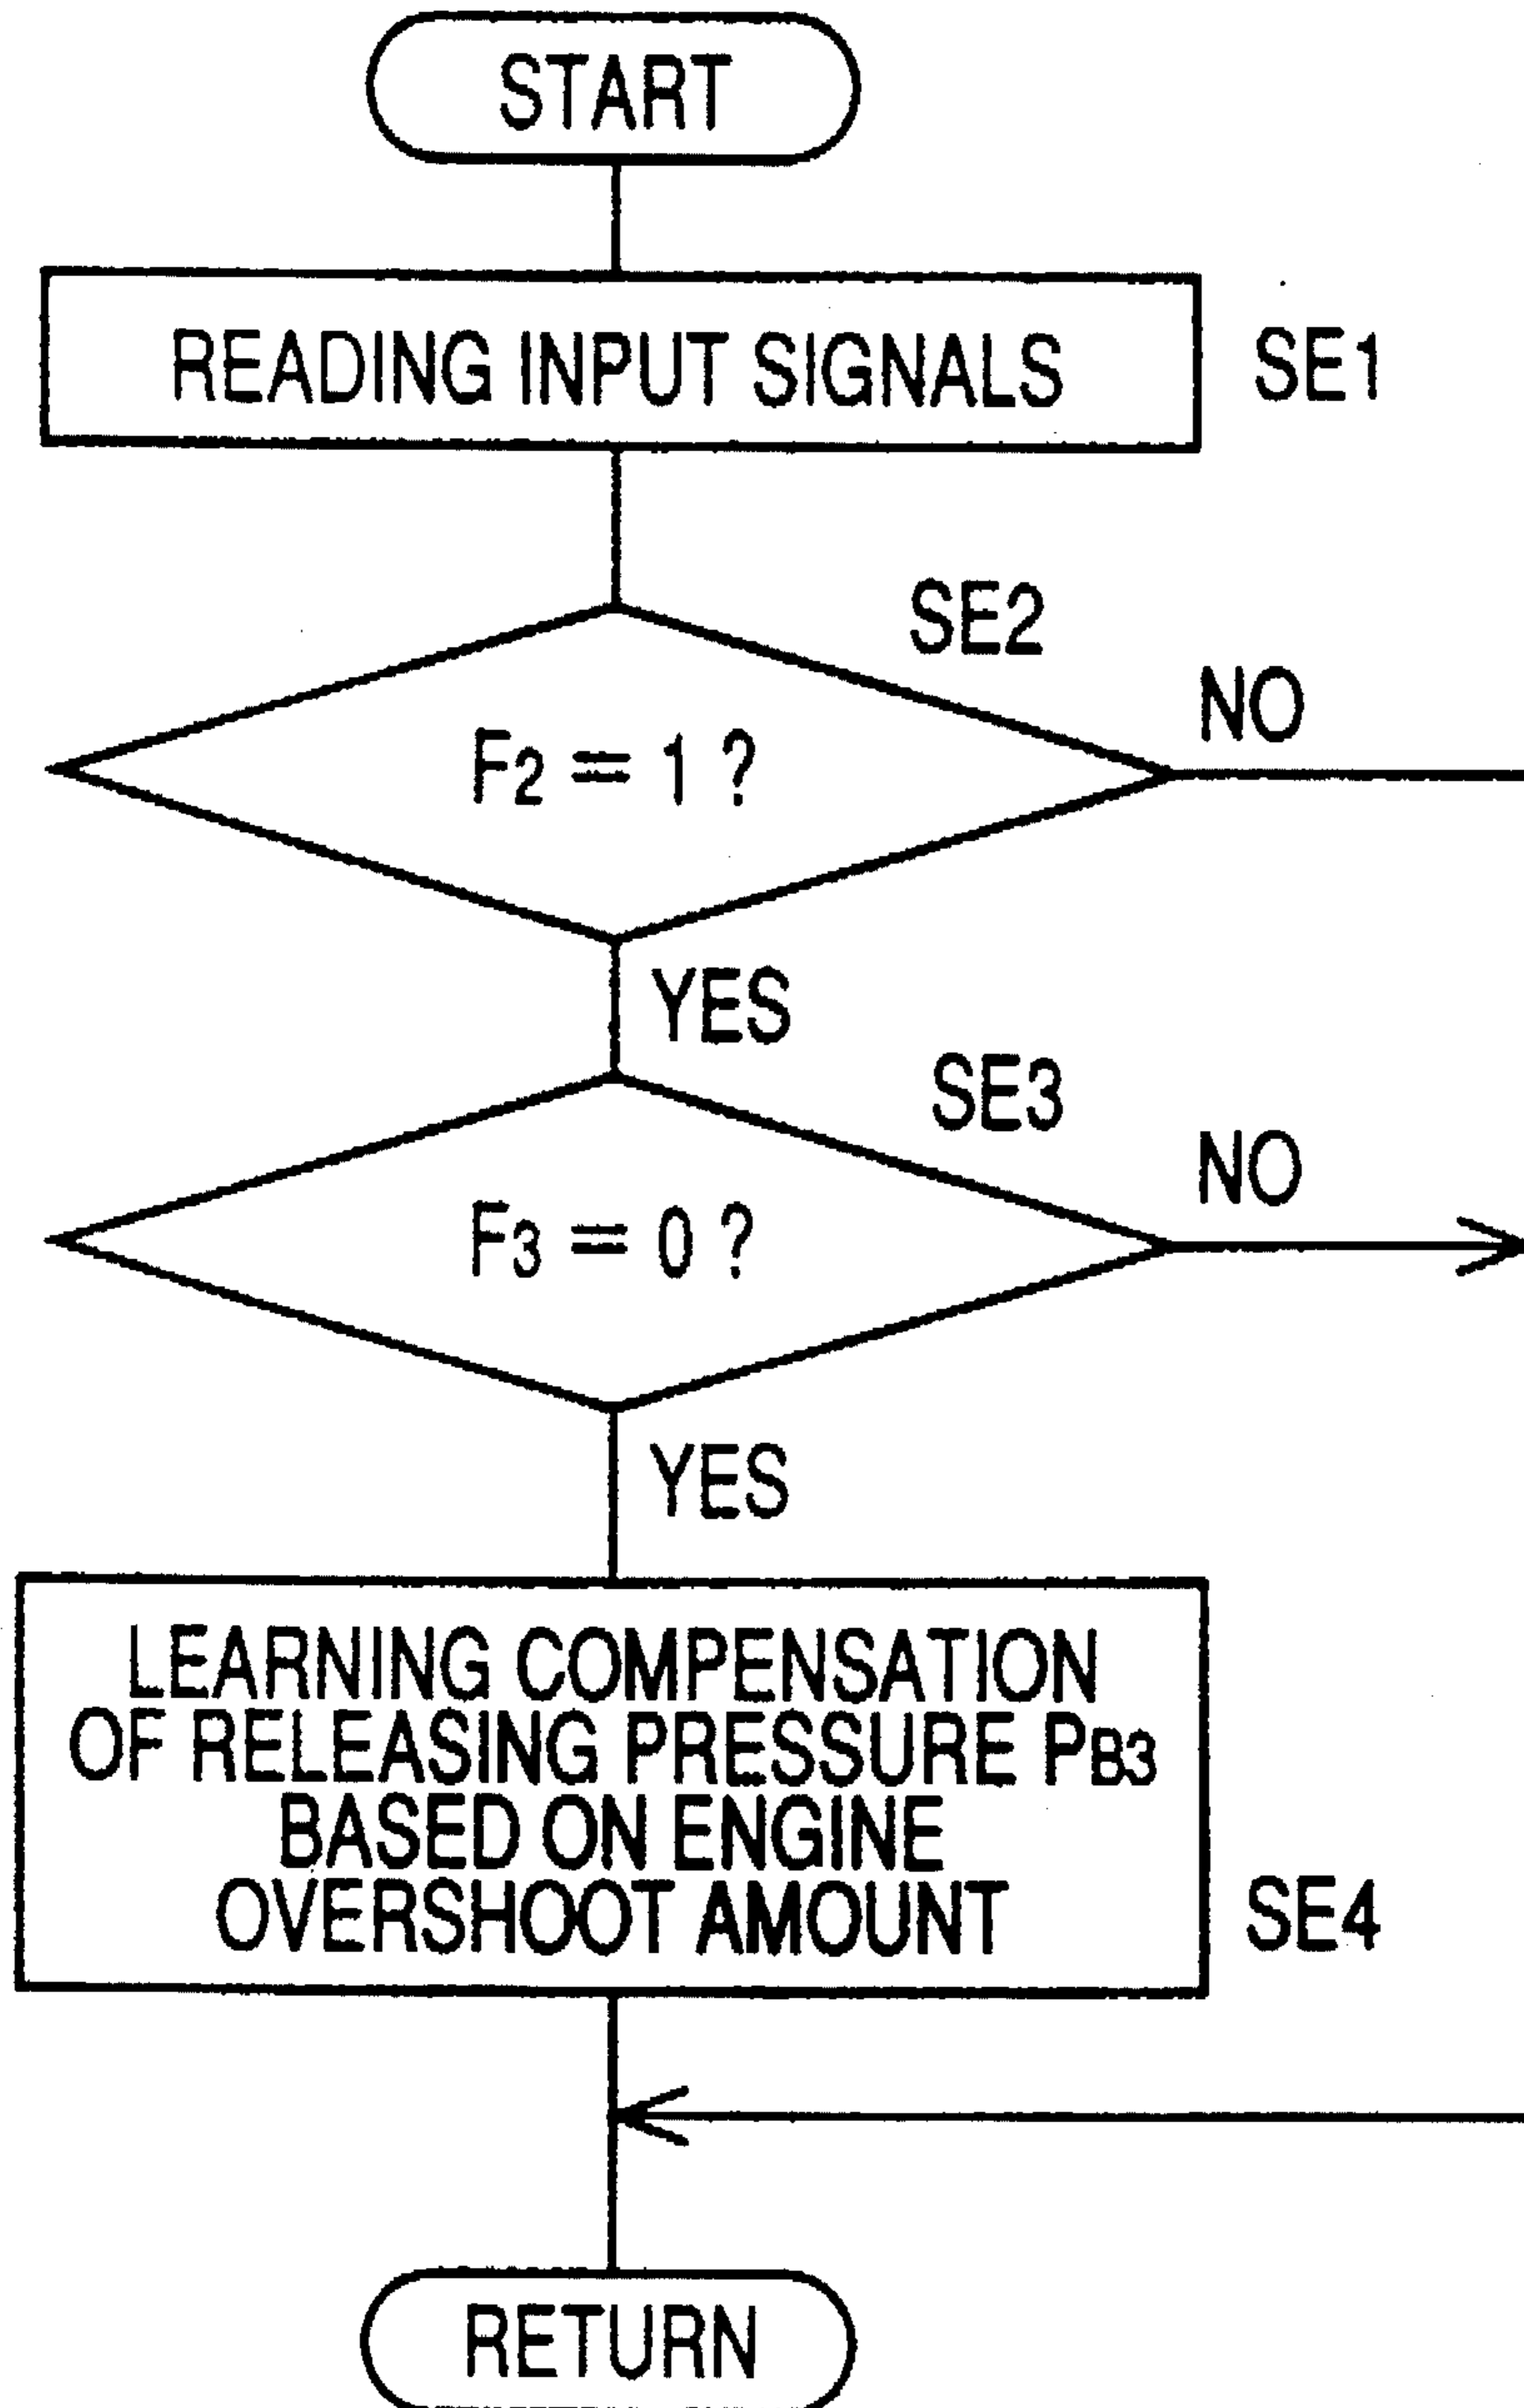 START
READING INPUT SIGNALS
SE1
SE2
NO
F2 = 1 ?
YES
SE3
NO
F3 = 0 ?
YES
LEARNING COMPENSATION
OF RELEASING PRESSURE PB3
BASED ON ENGINE
OVERSHOOT AMOUNT
SE4
RETURN